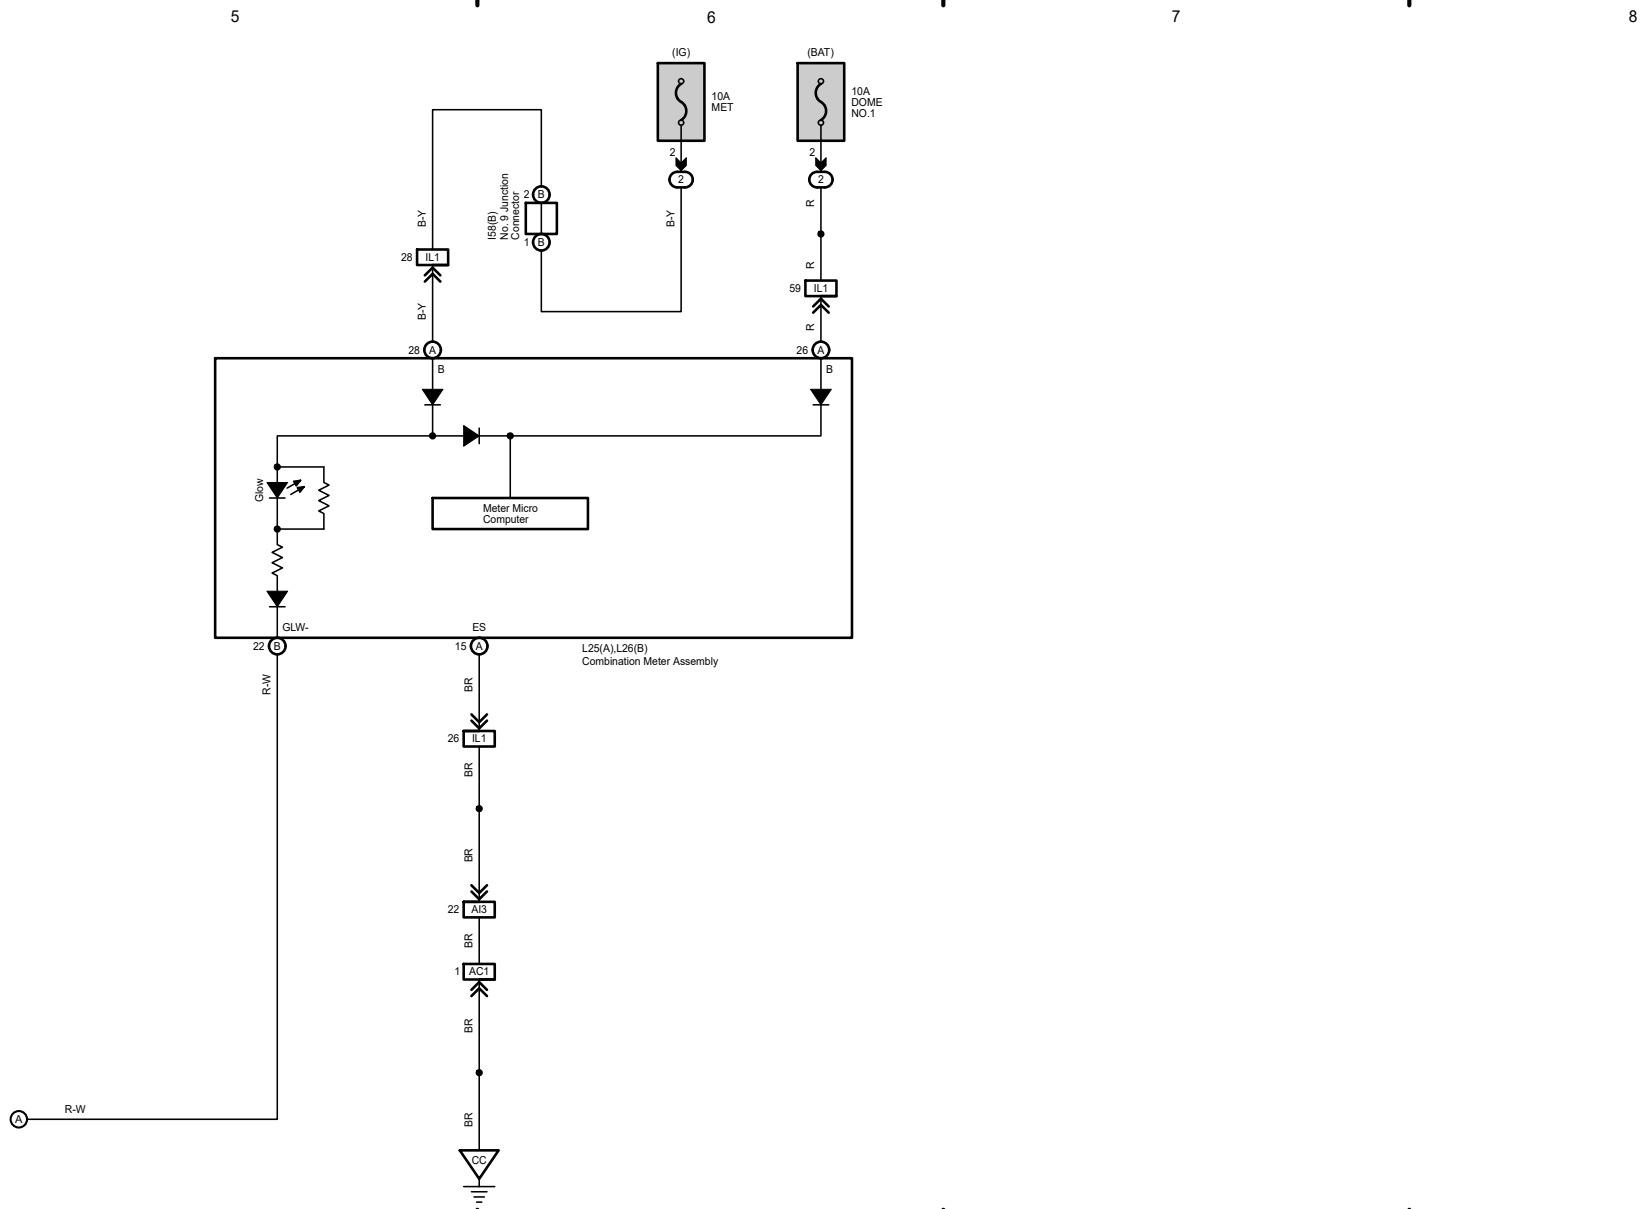 5
6
7
8
(IG)
(BAT)
10A
MET
10A
DOME
NO.1
2
2
2
2
I58(B)
No. 9 Junction
Connector
2 B
1 B
B-Y
B-Y
R
R
28 IL1
59 IL1
B-Y
R
28 A
26 A
B
B
Glow
Meter Micro
Computer
GLW-
ES
22 B
15 A
L25(A),L26(B)
Combination Meter Assembly
R-W
BR
26 IL1
BR
BR
22 AI3
BR
1 AC1
BR
A
R-W
BR
CC